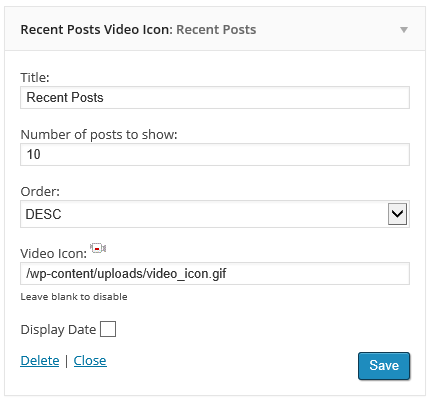 Recent Posts Video Icon: Recent Posts
Title:
Recent Posts
Number of posts to show:
10
Order:
DESC
Video Icon:
/wp-content/uploads/video_icon.gif
Leave blank to disable
Display Date
Delete | Close
Save